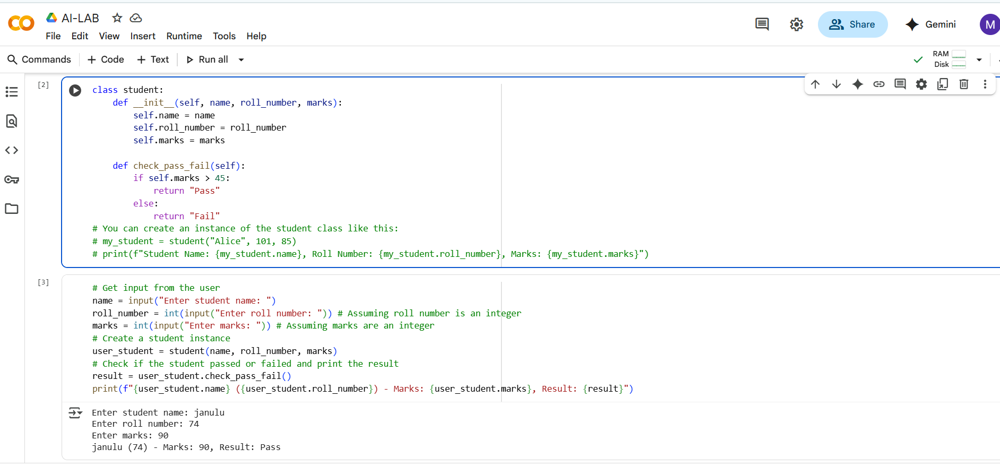 AI-LAB
File Edit View Insert Runtime Tools Help
Share
Gemini
M
Commands + Code + Text Run all
RAM
Disk
[2]
class student:
    def __init__(self, name, roll_number, marks):
        self.name = name
        self.roll_number = roll_number
        self.marks = marks

    def check_pass_fail(self):
        if self.marks > 45:
            return "Pass"
        else:
            return "Fail"
# You can create an instance of the student class like this:
# my_student = student("Alice", 101, 85)
# print(f"Student Name: {my_student.name}, Roll Number: {my_student.roll_number}, Marks: {my_student.marks}")
[3]
# Get input from the user
name = input("Enter student name: ")
roll_number = int(input("Enter roll number: ")) # Assuming roll number is an integer
marks = int(input("Enter marks: ")) # Assuming marks are an integer
# Create a student instance
user_student = student(name, roll_number, marks)
# Check if the student passed or failed and print the result
result = user_student.check_pass_fail()
print(f"{user_student.name} ({user_student.roll_number}) - Marks: {user_student.marks}, Result: {result}")
Enter student name: janulu
Enter roll number: 74
Enter marks: 90
janulu (74) - Marks: 90, Result: Pass